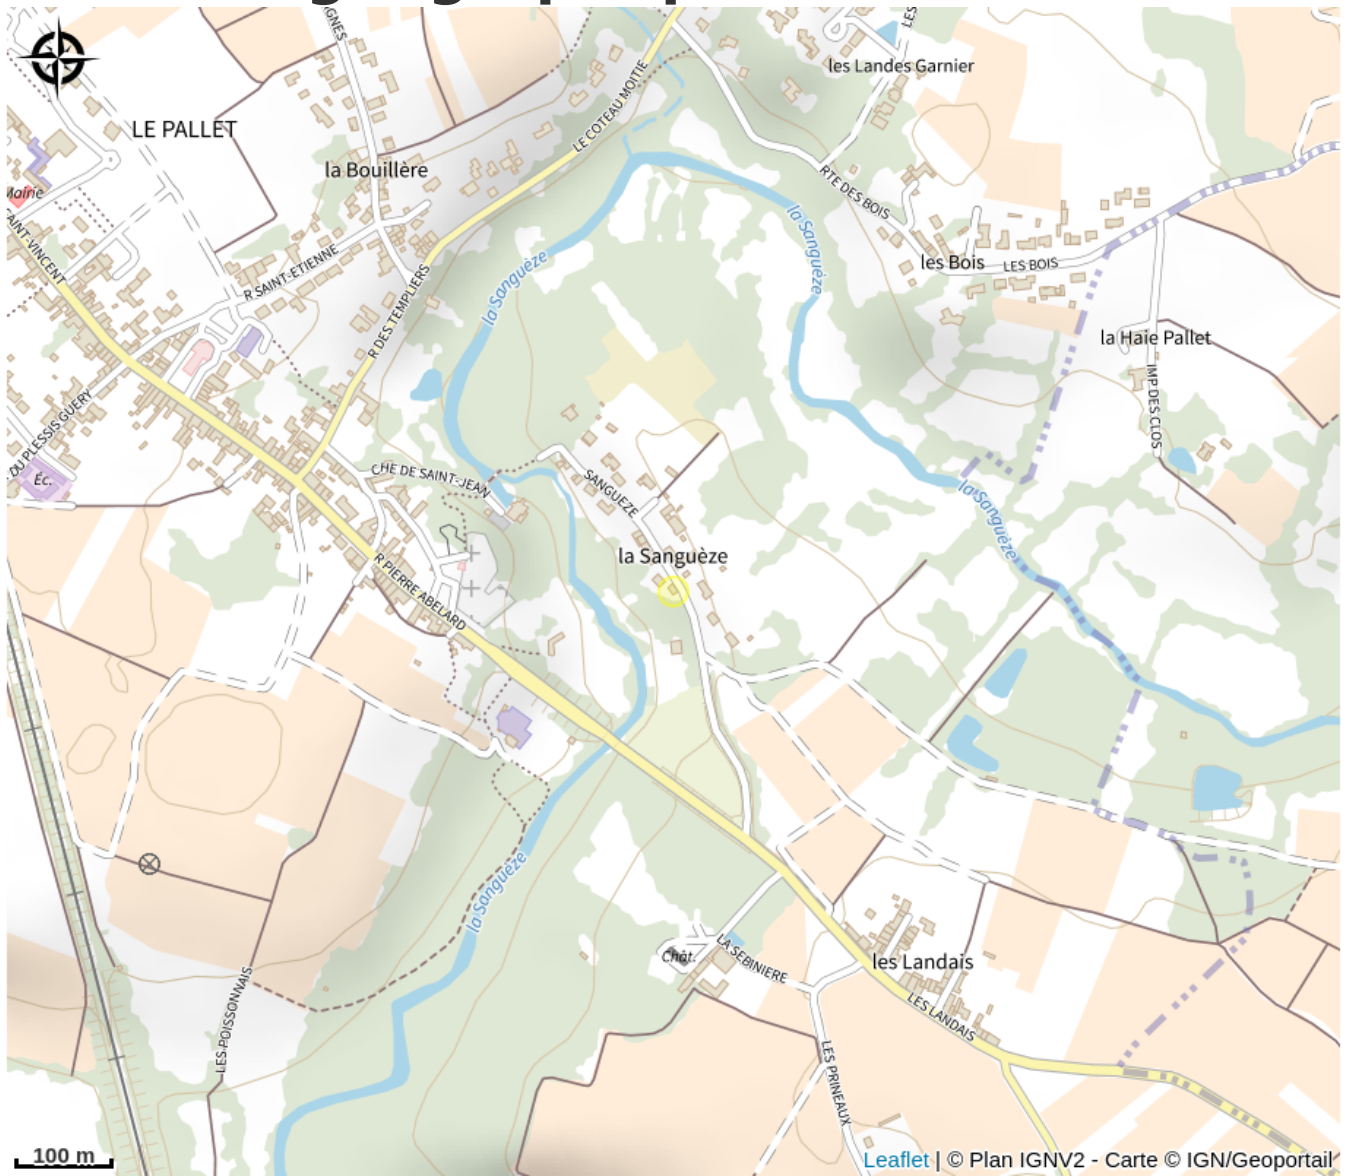 LES
les Landes Garnier
LE COTEAU MOITIE
LE PALLET
la Bouillère
Mairie
RTE DES BOIS
SAINT-VINCENT
la Sanguèze
la Sanguèze
les Bois
LES BOIS
R SAINT-ETIENNE
R DES TEMPLIERS
la Haie Pallet
IMP DES CLOS
DU PLESSIS GUERY
Éc.
CHE DE SAINT-JEAN
SANGUEZE
la Sanguèze
la Sanguèze
R PIERRE ABELARD
la Sanguèze
Chât.
LA SEBINIERE
les Landais
LES LANDAIS
LES POISSONNAIS
LES PRINEAUX
100 m
Leaflet | © Plan IGNV2 - Carte © IGN/Geoportail